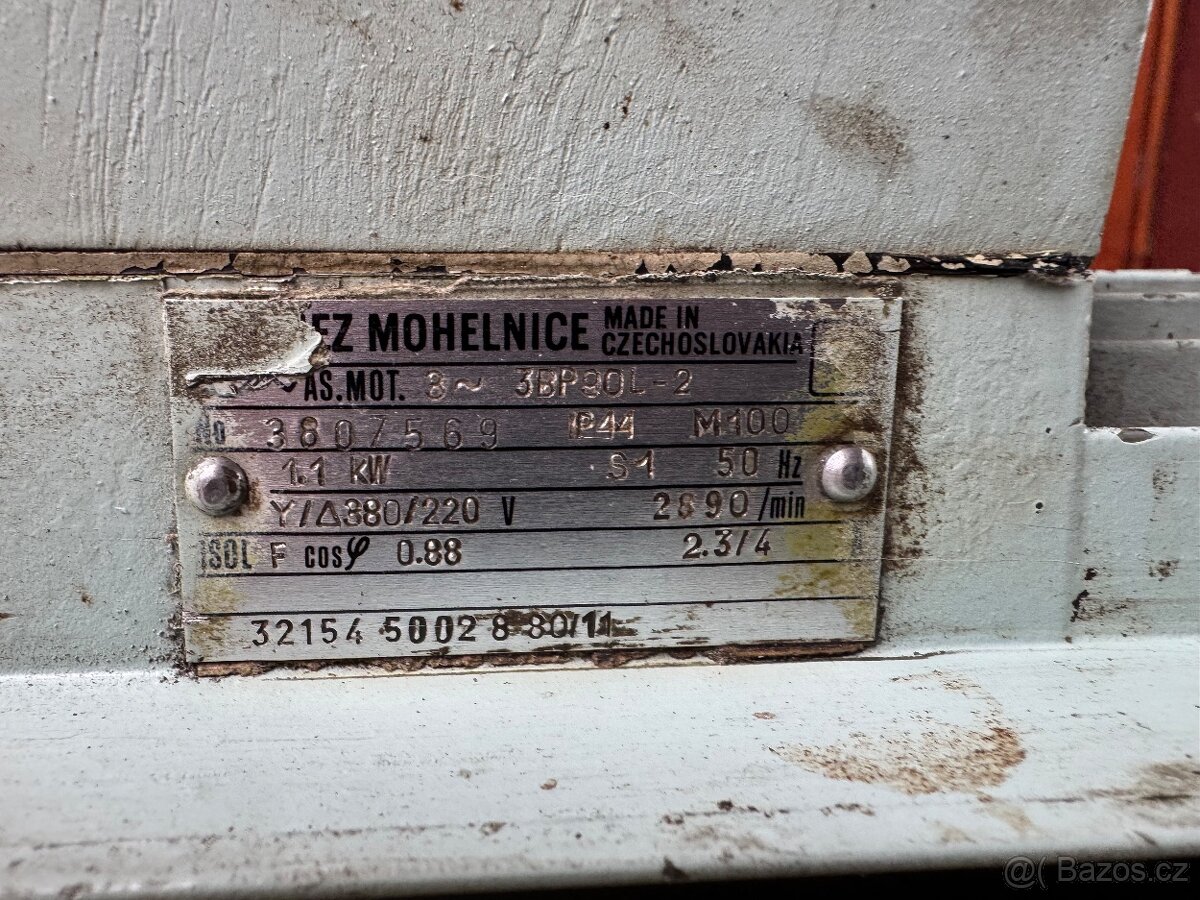 EZ MOHELNICE MADE IN CZECHOSLOVAKIA
AS.MOT. 3~ 3BP90L-2
No 3807569 IP44 M100
1.1 kW S1 50 Hz
Y/Δ380/220 V 2890 /min
ISOL F cosφ 0.88 2.3/4
32154 5002 8 80/11
@( Bazos.cz